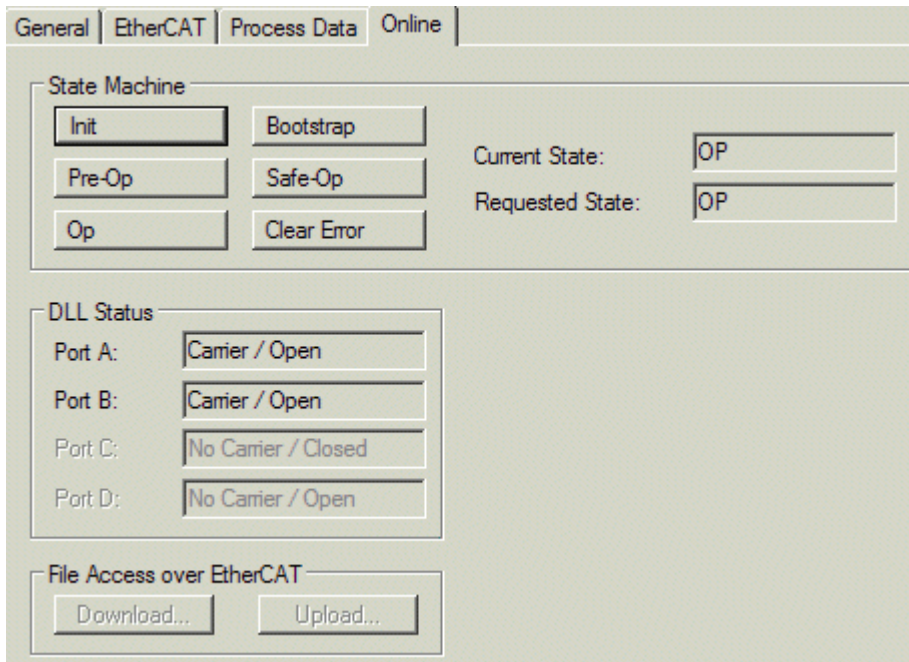 General EtherCAT Process Data Online
State Machine
Init Bootstrap
Current State: OP
Pre-Op Safe-Op
Requested State: OP
Op Clear Error
DLL Status
Port A: Carrier / Open
Port B: Carrier / Open
Port C: No Carrier / Closed
Port D: No Carrier / Open
File Access over EtherCAT
Download... Upload...